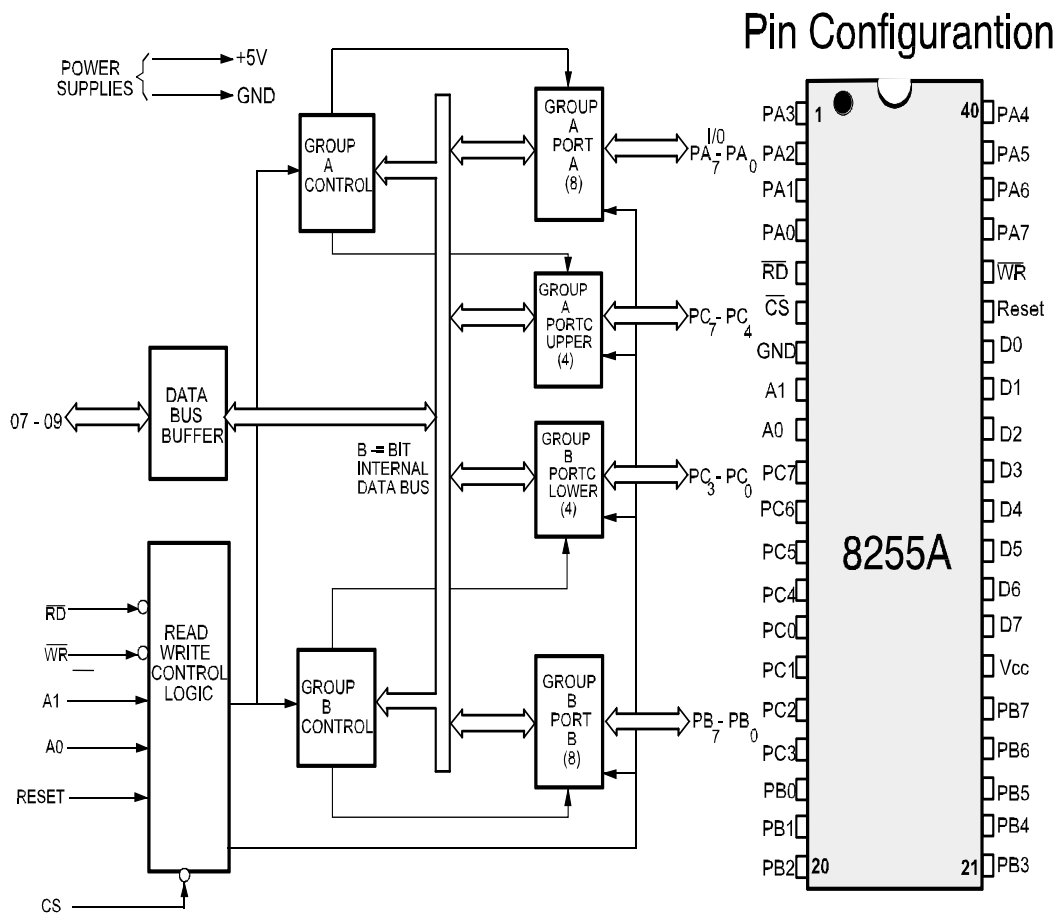 Pin Configurantion
POWER SUPPLIES
+5V
GND
GROUP A CONTROL
GROUP A PORT A (8)
I/0
PA7-PA0
GROUP A PORTC UPPER (4)
PC7-PC4
07 - 09
DATA BUS BUFFER
B = BIT INTERNAL DATA BUS
GROUP B PORTC LOWER (4)
PC3-PC0
RD
WR
A1
A0
RESET
CS
READ WRITE CONTROL LOGIC
GROUP B CONTROL
GROUP B PORT B (8)
PB7-PB0
PA3 1 40 PA4
PA2 PA5
PA1 PA6
PA0 PA7
RD WR
CS Reset
GND D0
A1 D1
A0 D2
PC7 D3
PC6 D4
8255A
PC5 D5
PC4 D6
PC0 D7
PC1 Vcc
PC2 PB7
PC3 PB6
PB0 PB5
PB1 PB4
PB2 20 21 PB3